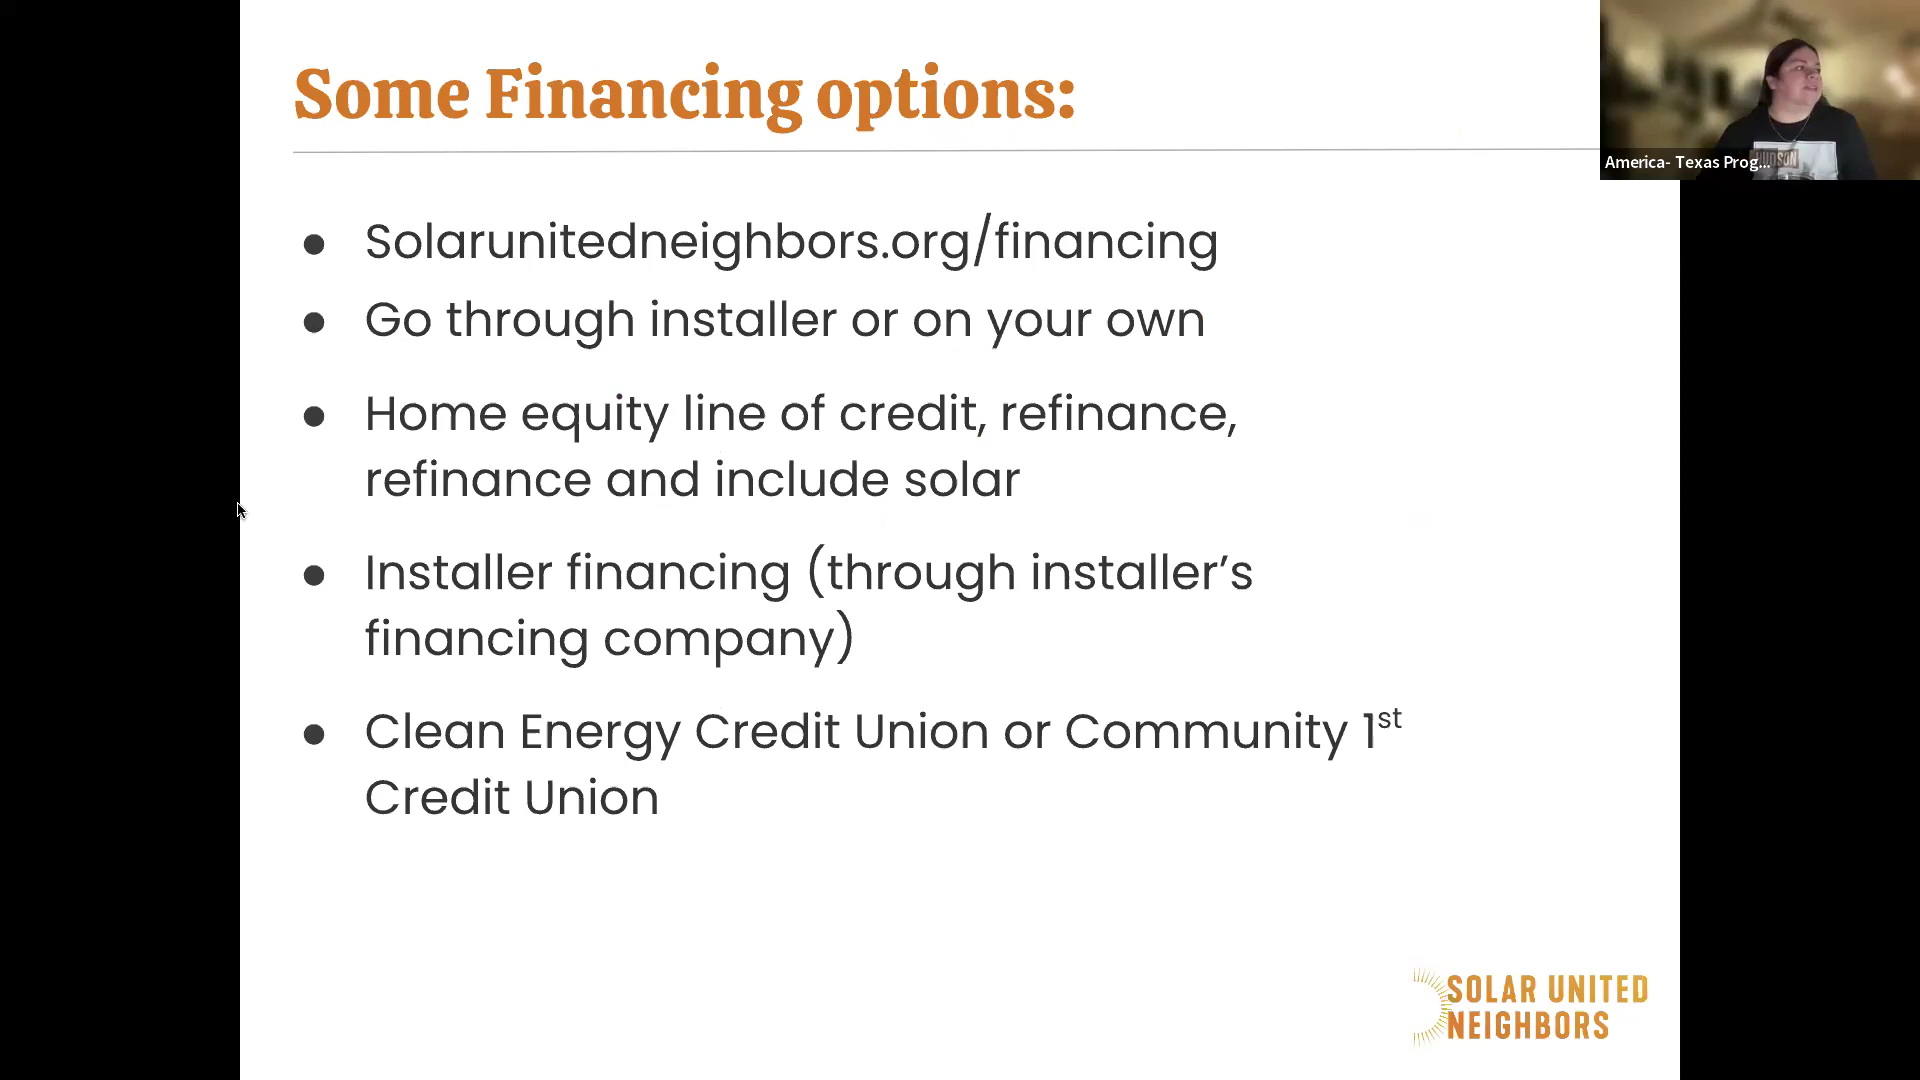 Some Financing options:
America- Texas Prog...
HUDSON
● Solarunitedneighbors.org/financing
● Go through installer or on your own
● Home equity line of credit, refinance,
refinance and include solar
● Installer financing (through installer’s
financing company)
● Clean Energy Credit Union or Community 1st
Credit Union
SOLAR UNITED
NEIGHBORS